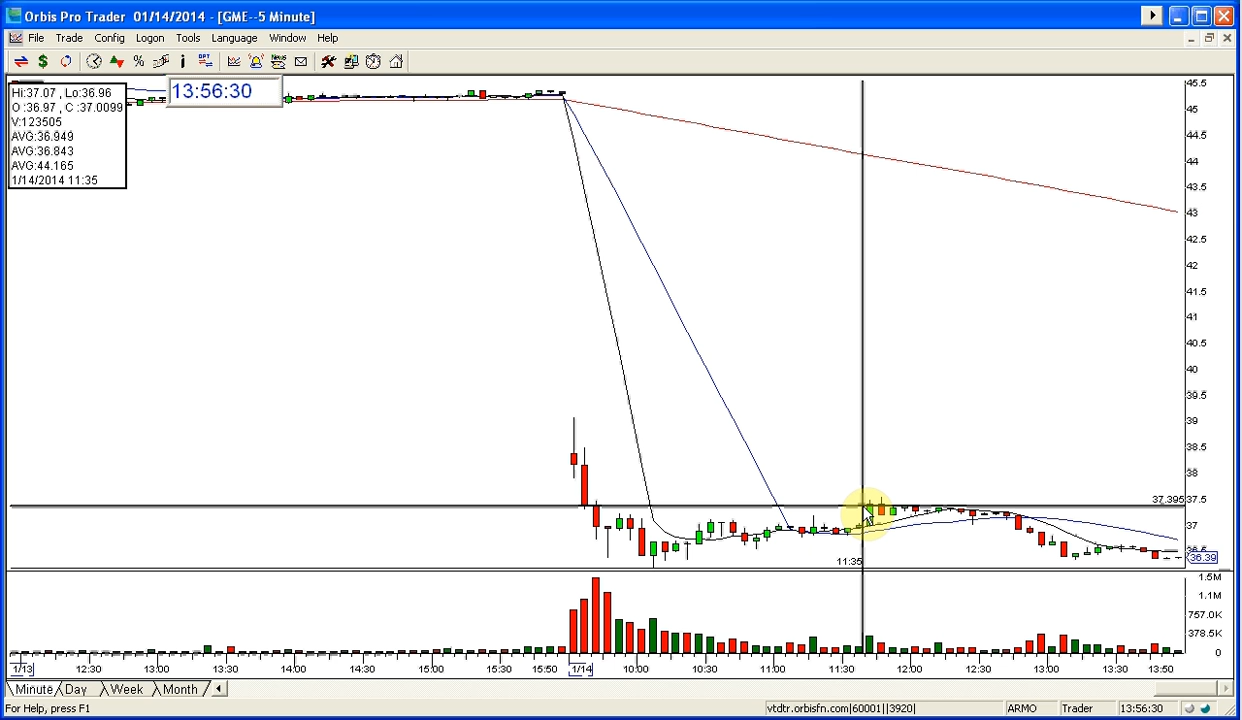 Orbis Pro Trader 01/14/2014 - [GME--5 Minute]
File Trade Config Logon Tools Language Window Help
Hi:37.07 , Lo:36.96
O :36.97 , C :37.0099
V:123505
AVG:36.949
AVG:36.843
AVG:44.165
1/14/2014 11:35
13:56:30
45.5
45
44.5
44
43.5
43
42.5
42
41.5
41
40.5
40
39.5
39
38.5
38
37.395
37.5
37
36.39
11:35
1.5M
1.1M
757.0K
378.5K
0
1/13 12:30 13:00 13:30 14:00 14:30 15:00 15:30 15:50 1/14 10:00 10:30 11:00 11:30 12:00 12:30 13:00 13:30 13:50
Minute Day Week Month
For Help, press F1
vtdtr.orbisfn.com|60001||3920|
ARMO
Trader
13:56:30